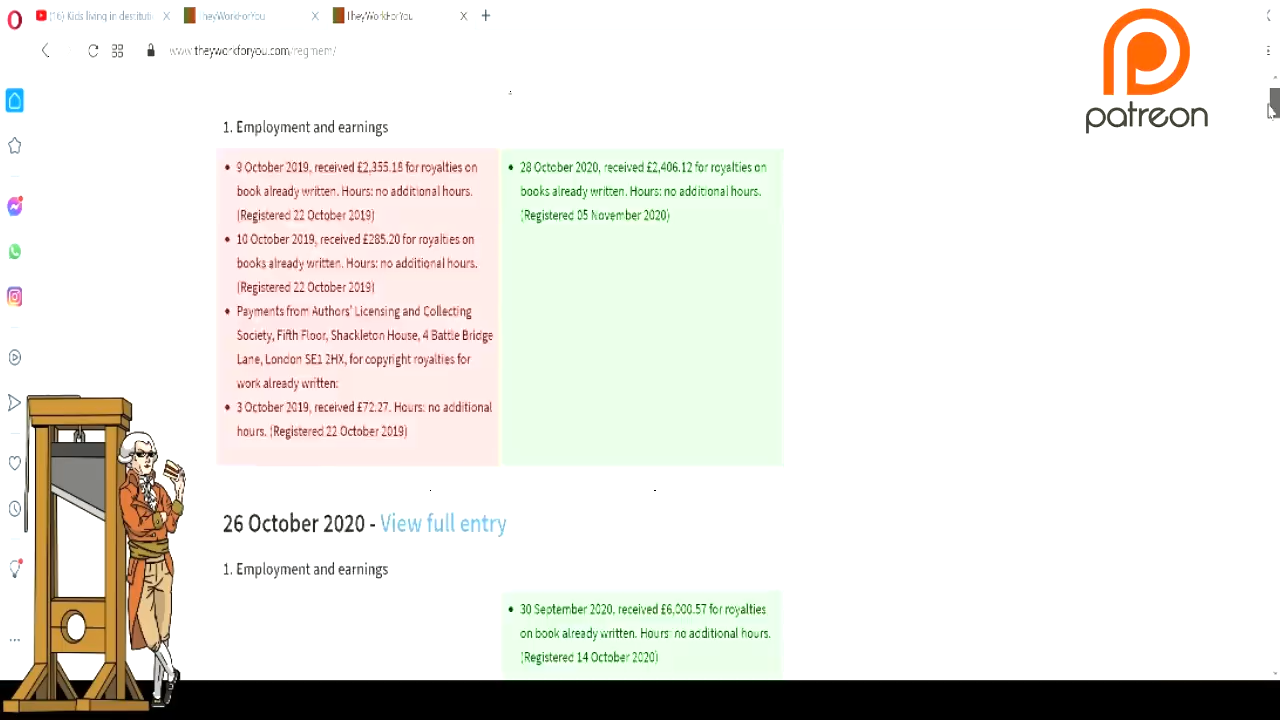 (16) Kids living in destituti
TheyWorkForYou
TheyWorkForYou
www.theyworkforyou.com/regmem/
patreon
1. Employment and earnings
9 October 2019, received £2,355.18 for royalties on
book already written. Hours: no additional hours.
(Registered 22 October 2019)
10 October 2019, received £285.20 for royalties on
books already written. Hours: no additional hours.
(Registered 22 October 2019)
Payments from Authors' Licensing and Collecting
Society, Fifth Floor, Shackleton House, 4 Battle Bridge
Lane, London SE1 2HX, for copyright royalties for
work already written:
3 October 2019, received £72.27. Hours: no additional
hours. (Registered 22 October 2019)
28 October 2020, received £2,406.12 for royalties on
books already written. Hours: no additional hours.
(Registered 05 November 2020)
26 October 2020 - View full entry
1. Employment and earnings
30 September 2020, received £6,000.57 for royalties
on book already written. Hours: no additional hours.
(Registered 14 October 2020)